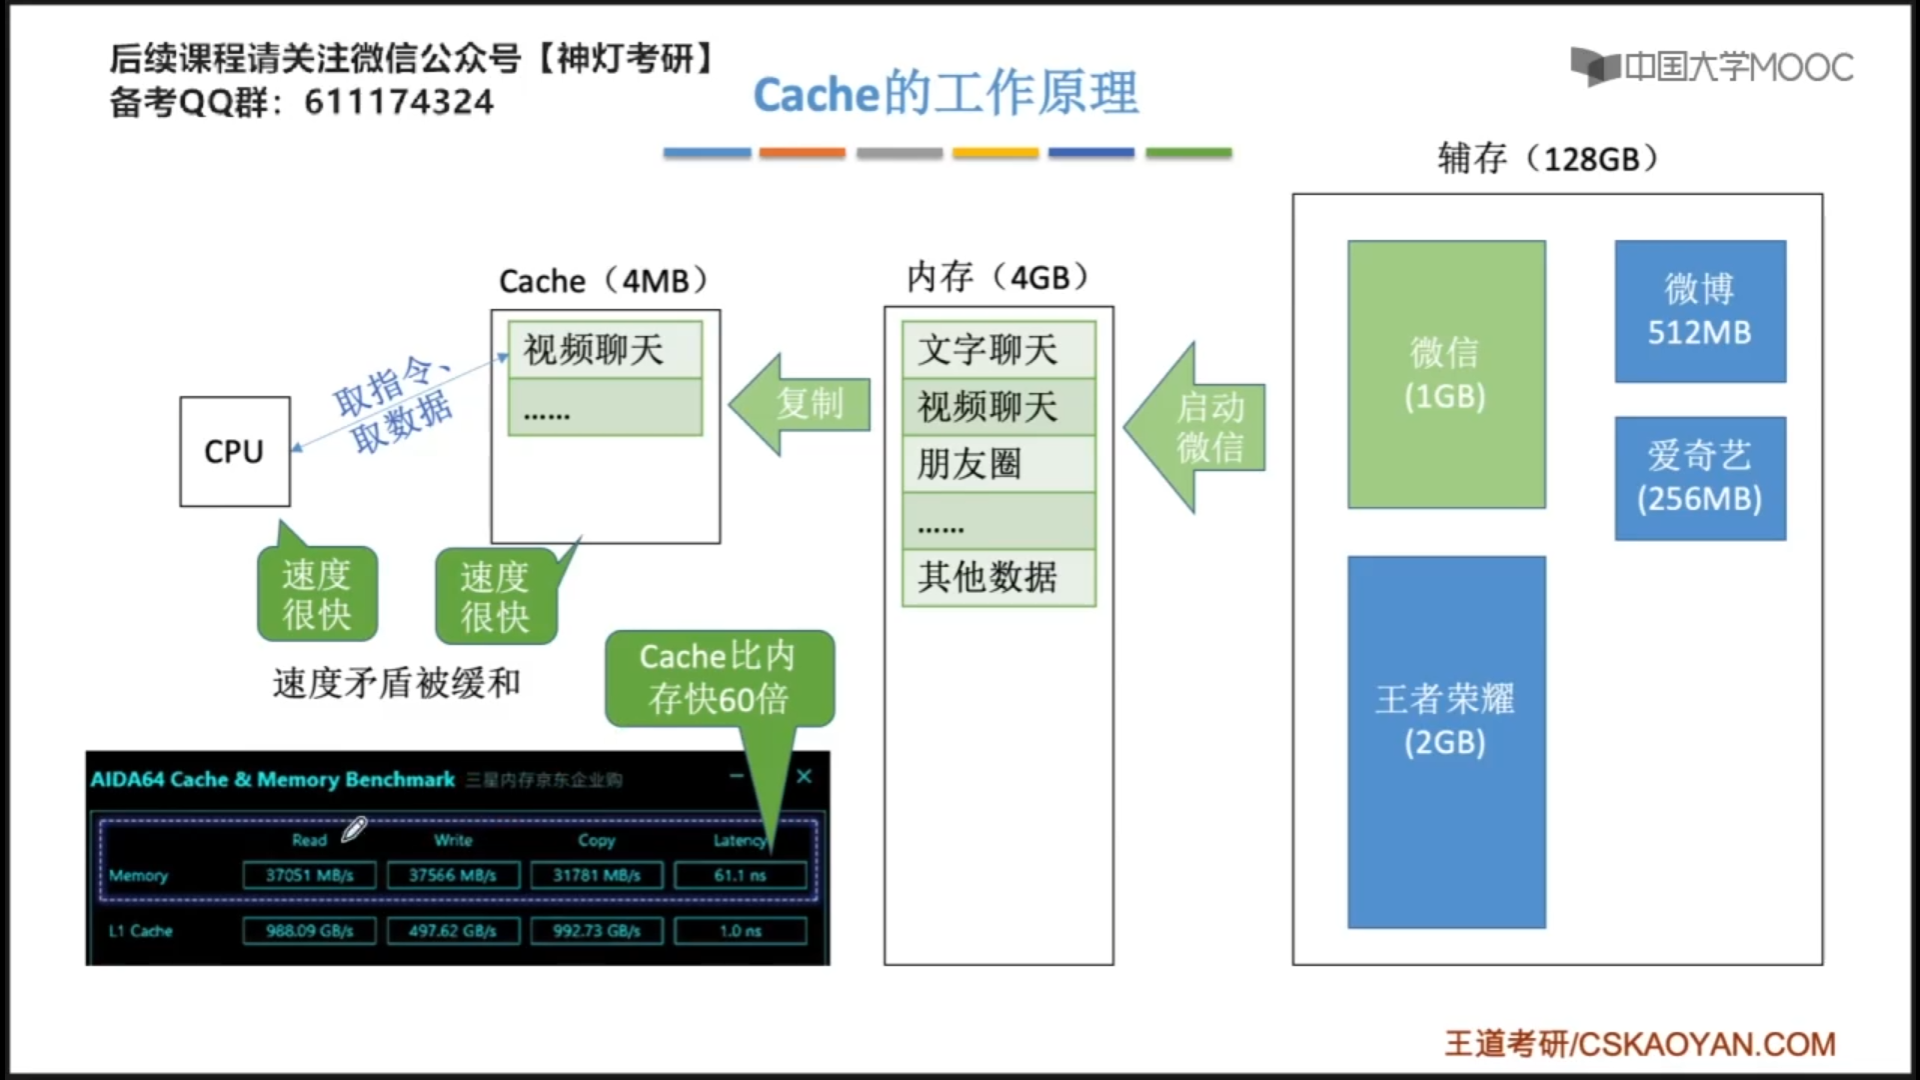 后续课程请关注微信公众号【神灯考研】
备考QQ群：611174324
中国大学MOOC
Cache的工作原理
辅存（128GB）
Cache（4MB）
内存（4GB）
视频聊天
......
文字聊天
视频聊天
朋友圈
......
其他数据
微信
(1GB)
微博
512MB
爱奇艺
(256MB)
王者荣耀
(2GB)
取指令、
取数据
复制
启动
微信
CPU
速度
很快
速度
很快
速度矛盾被缓和
Cache比内
存快60倍
AIDA64 Cache & Memory Benchmark 三星内存京东企业购
Read Write Copy Latency
Memory 37051 MB/s 37566 MB/s 31781 MB/s 61.1 ns
L1 Cache 988.09 GB/s 497.62 GB/s 992.73 GB/s 1.0 ns
王道考研/CSKAOYAN.COM